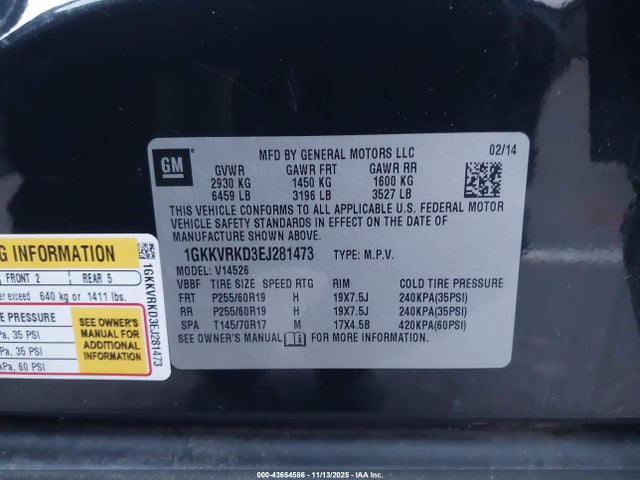 GM
MFD BY GENERAL MOTORS LLC 02/14
GVWR GAWR FRT GAWR RR
2930 KG 1450 KG 1600 KG
6459 LB 3196 LB 3527 LB
THIS VEHICLE CONFORMS TO ALL APPLICABLE U.S. FEDERAL MOTOR
VEHICLE SAFETY STANDARDS IN EFFECT ON THE DATE OF
MANUFACTURE SHOWN ABOVE.
1GKKVRKD3EJ281473 TYPE: M.P.V.
MODEL: V14526
VBBF TIRE SIZE SPEED RTG RIM COLD TIRE PRESSURE
FRT P255/60R19 H 19X7.5J 240KPA(35PSI)
RR P255/60R19 H 19X7.5J 240KPA(35PSI)
SPA T145/70R17 M 17X4.5B 420KPA(60PSI)
SEE OWNER'S MANUAL FOR MORE INFORMATION.
G INFORMATION
FRONT 2 REAR 5
exceed 640 kg or 1411 lbs.
PRESSURE
a, 35 PSI
a, 35 PSI
kPa, 60 PSI
SEE OWNER'S
MANUAL FOR
ADDITIONAL
INFORMATION
1GKKVRKD3EJ281473
000-43654586 - 11/13/2025 - IAA Corp.